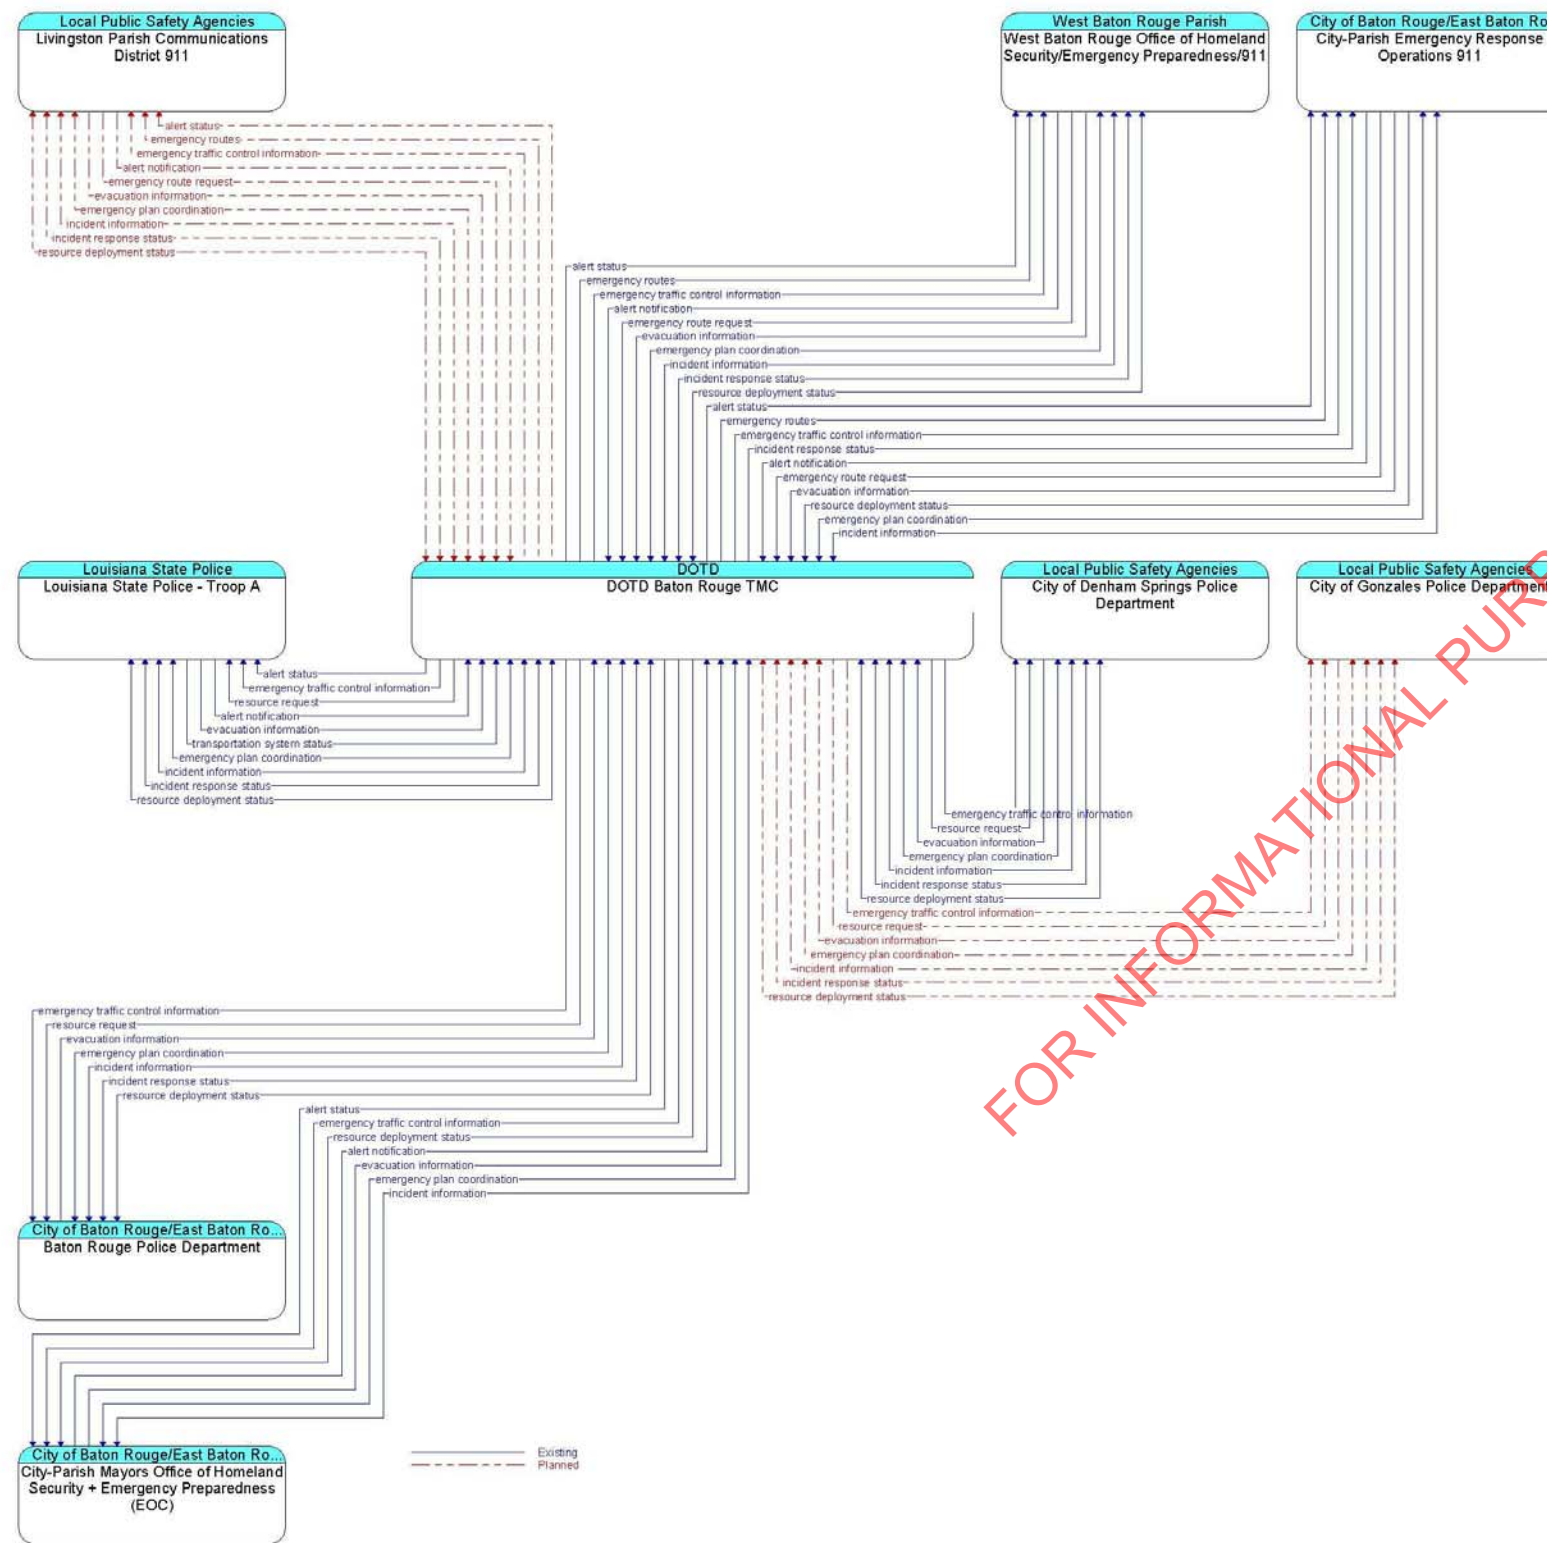 Local Public Safety Agencies
Livingston Parish Communications
District 911
West Baton Rouge Parish
West Baton Rouge Office of Homeland
Security/Emergency Preparedness/911
City of Baton Rouge/East Baton Ro
City-Parish Emergency Response
Operations 911
alert status
emergency routes
emergency traffic control information
alert notification
emergency route request
evacuation information
emergency plan coordination
incident information
incident response status
resource deployment status
alert status
emergency routes
emergency traffic control information
alert notification
emergency route request
evacuation information
emergency plan coordination
incident information
incident response status
resource deployment status
alert status
emergency routes
emergency traffic control information
incident response status
alert notification
emergency route request
evacuation information
resource deployment status
emergency plan coordination
incident information
Louisiana State Police
Louisiana State Police - Troop A
DOTD
DOTD Baton Rouge TMC
Local Public Safety Agencies
City of Denham Springs Police
Department
Local Public Safety Agencies
City of Gonzales Police Department
alert status
emergency traffic control information
resource request
alert notification
evacuation information
transportation system status
emergency plan coordination
incident information
incident response status
resource deployment status
emergency traffic control information
resource request
evacuation information
emergency plan coordination
incident information
incident response status
resource deployment status
emergency traffic control information
resource request
evacuation information
emergency plan coordination
incident information
incident response status
resource deployment status
emergency traffic control information
resource request
evacuation information
emergency plan coordination
incident information
incident response status
resource deployment status
alert status
emergency traffic control information
resource deployment status
alert notification
evacuation information
emergency plan coordination
incident information
City of Baton Rouge/East Baton Ro...
Baton Rouge Police Department
City of Baton Rouge/East Baton Ro...
City-Parish Mayors Office of Homeland
Security + Emergency Preparedness
(EOC)
Existing
Planned
FOR INFORMATIONAL PURP